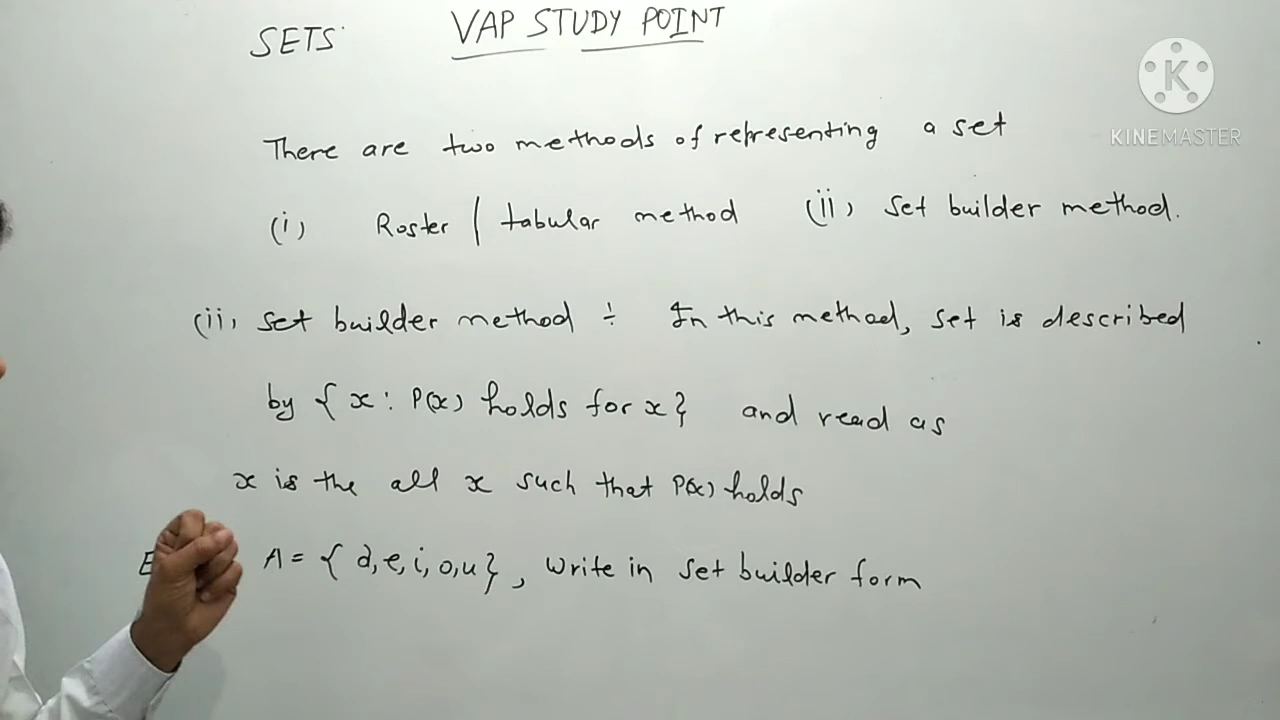 SETS VAP STUDY POINT
KINEMASTER
There are two methods of representing a set
(i) Roster / tabular method (ii) Set builder method.
(ii) Set builder method ÷ In this method, set is described
by { x : P(x) holds for x} and read as
x is the all x such that P(x) holds
A = { a, e, i, o, u } , Write in set builder form